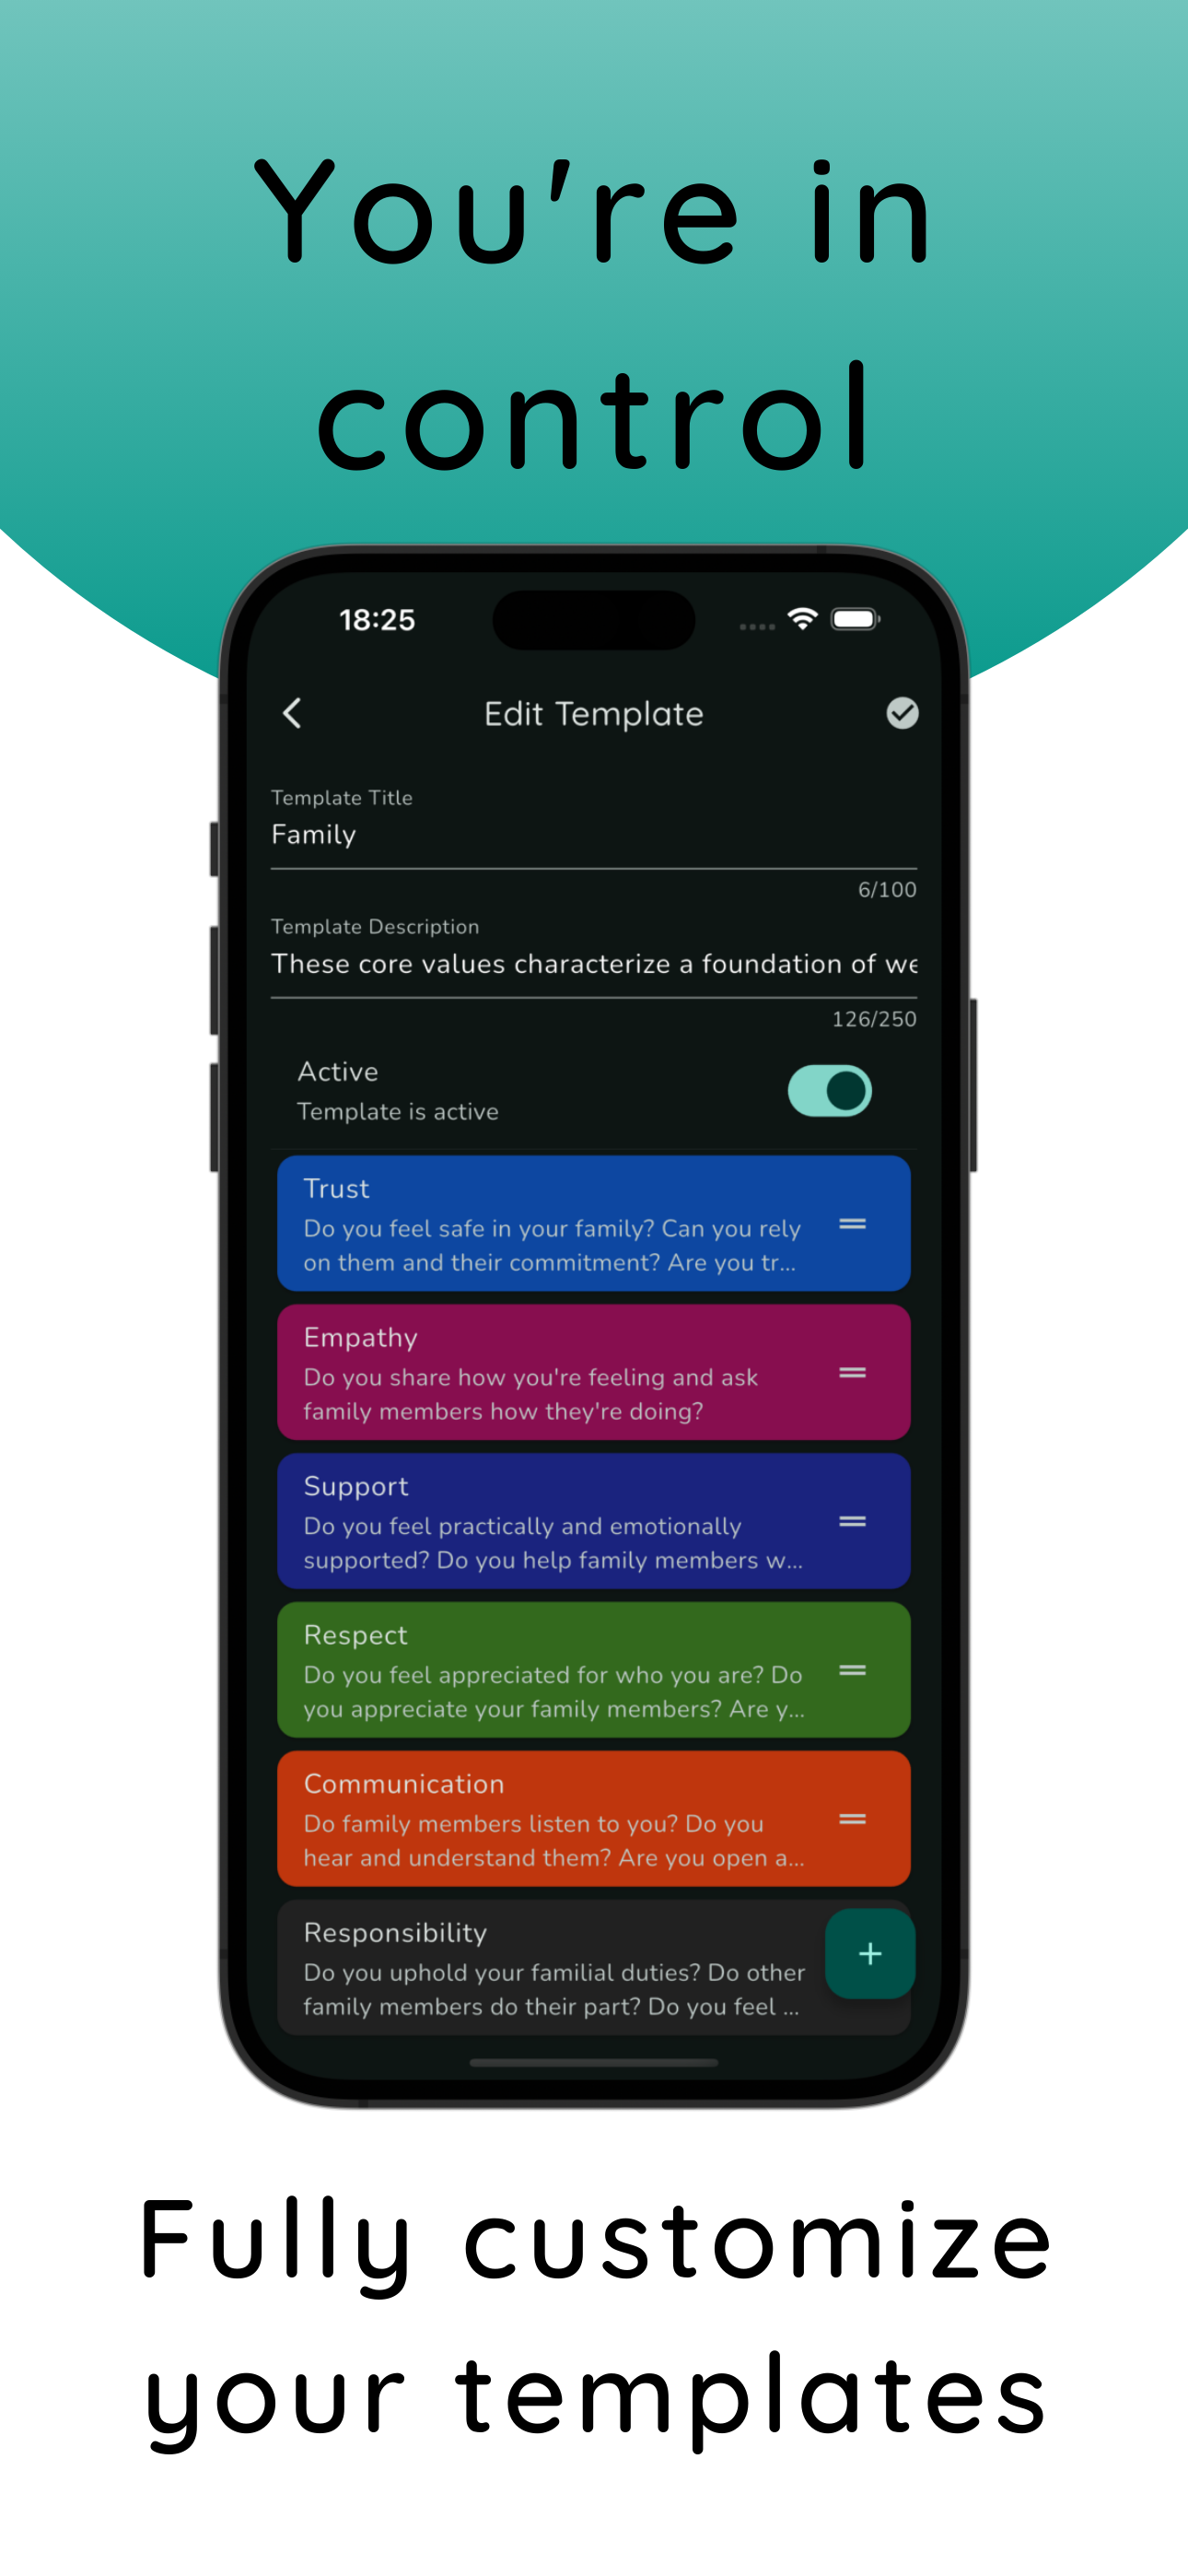 You're in
control
18:25
Edit Template
Template Title
Family
6/100
Template Description
These core values characterize a foundation of we
126/250
Active
Template is active
Trust
Do you feel safe in your family? Can you rely
on them and their commitment? Are you tr...
Empathy
Do you share how you're feeling and ask
family members how they're doing?
Support
Do you feel practically and emotionally
supported? Do you help family members w...
Respect
Do you feel appreciated for who you are? Do
you appreciate your family members? Are y...
Communication
Do family members listen to you? Do you
hear and understand them? Are you open a...
Responsibility
Do you uphold your familial duties? Do other
family members do their part? Do you feel ...
Fully customize
your templates